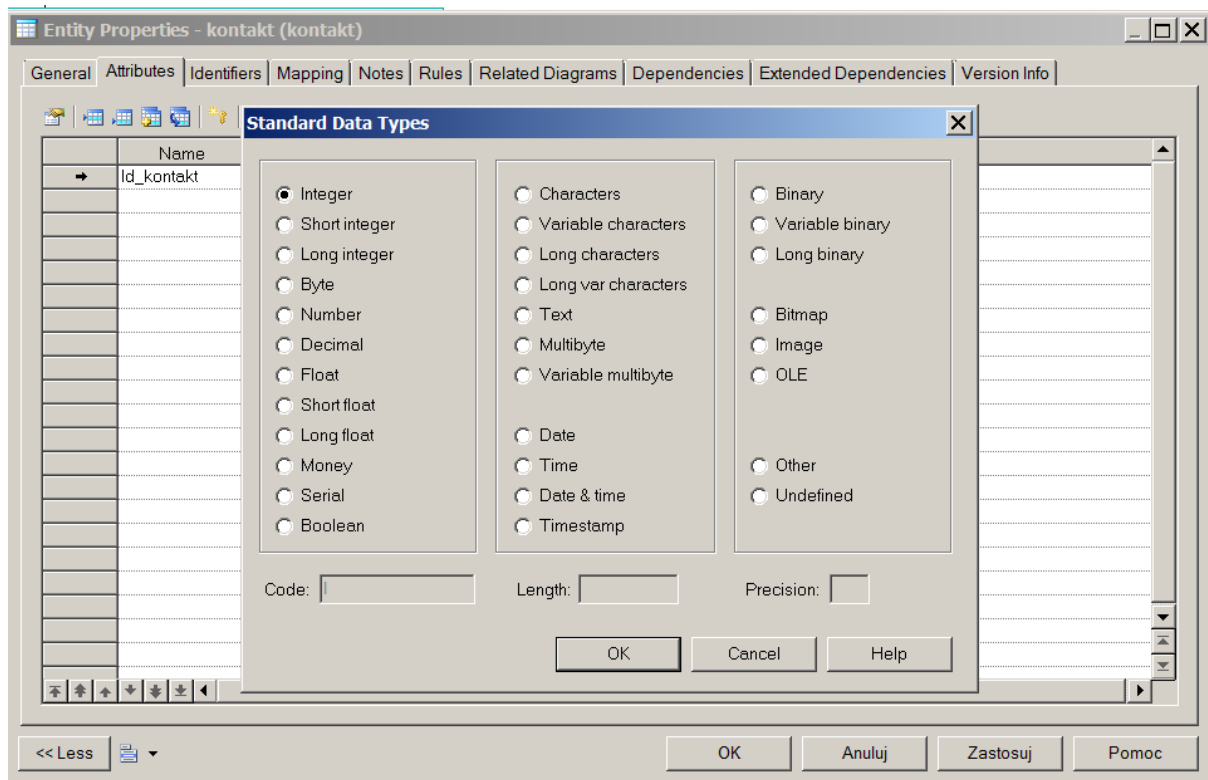 Entity Properties - kontakt (kontakt)
General Attributes Identifiers Mapping Notes Rules Related Diagrams Dependencies Extended Dependencies Version Info
Standard Data Types
Name
Id_kontakt
Integer
Short integer
Long integer
Byte
Number
Decimal
Float
Short float
Long float
Money
Serial
Boolean
Characters
Variable characters
Long characters
Long var characters
Text
Multibyte
Variable multibyte
Date
Time
Date & time
Timestamp
Binary
Variable binary
Long binary
Bitmap
Image
OLE
Other
Undefined
Code: I Length: Precision:
OK Cancel Help
<< Less OK Anuluj Zastosuj Pomoc